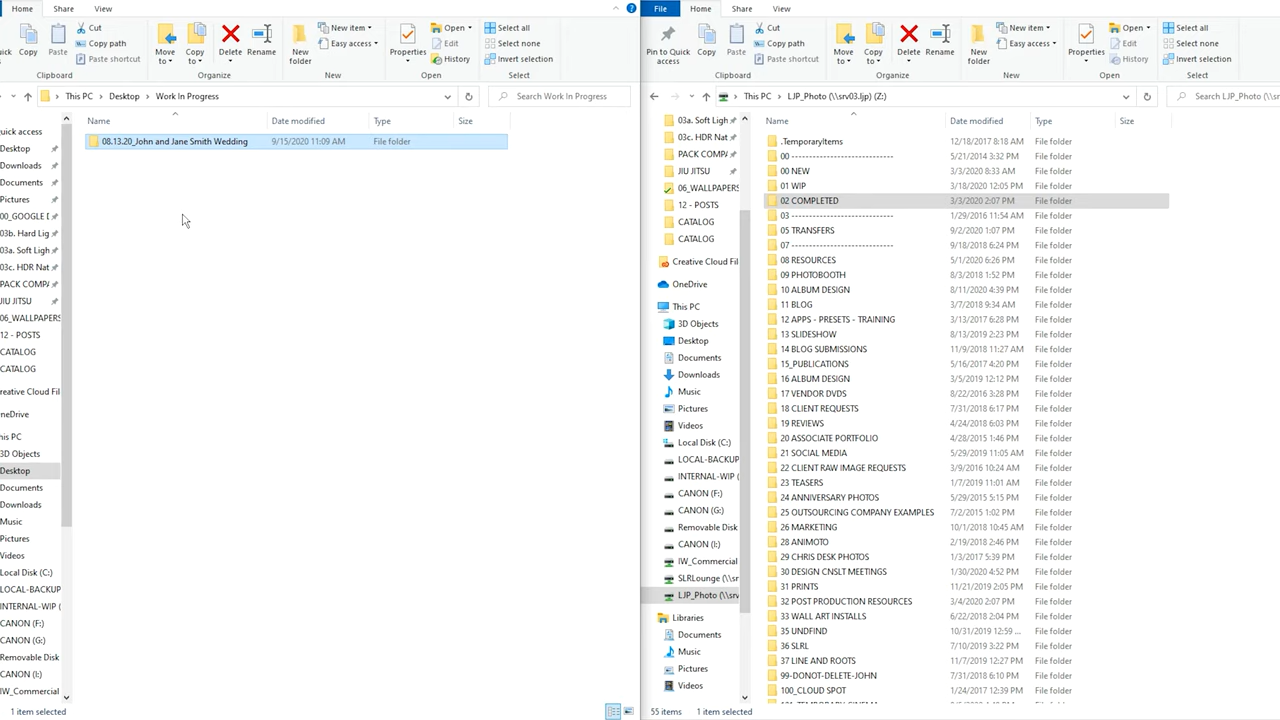 Home Share View
Cut
Copy path
Paste shortcut
Copy Paste
Move to
Copy to
Delete
Rename
New folder
New item
Easy access
Properties
Open
Edit
History
Select all
Select none
Invert selection
Clipboard Organize New Open Select
This PC > Desktop > Work In Progress
Search Work In Progress
Name Date modified Type Size
08.13.20_John and Jane Smith Wedding 9/15/2020 11:09 AM File folder
uick access
Desktop
Downloads
Documents
Pictures
00_GOOGLE D
03b. Hard Lig
03a. Soft Ligh
03c. HDR Nat
PACK COMPA
JIU JITSU
06_WALLPAPERS
12 - POSTS
CATALOG
CATALOG
reative Cloud Fil
neDrive
his PC
3D Objects
Desktop
Documents
Downloads
Music
Pictures
Videos
Local Disk (C:)
LOCAL-BACKUP
INTERNAL-WIP (
CANON (F:)
CANON (G:)
Removable Disk
CANON (I:)
IW_Commercial
1 item selected
File Home Share View
Pin to Quick access
Copy Paste
Cut
Copy path
Paste shortcut
Move to
Copy to
Delete
Rename
New folder
New item
Easy access
Properties
Open
Edit
History
Select all
Select none
Invert selection
Clipboard Organize New Open Select
This PC > LJP_Photo (\\srv03.ljp) (Z:)
Search LJP_Photo (\\sr
03a. Soft Ligh
03c. HDR Nat
PACK COMPA
JIU JITSU
06_WALLPAPERS
12 - POSTS
CATALOG
CATALOG
Creative Cloud Fil
OneDrive
This PC
3D Objects
Desktop
Documents
Downloads
Music
Pictures
Videos
Local Disk (C:)
LOCAL-BACKUP
INTERNAL-WIP (
CANON (F:)
CANON (G:)
Removable Disk
CANON (I:)
IW_Commercial
SLRLounge (\\sr
LJP_Photo (\\srv
Libraries
Documents
Music
Pictures
Videos
Name Date modified Type Size
.TemporaryItems 12/18/2017 8:18 AM File folder
00 ---------------------------- 5/21/2014 3:32 PM File folder
00 NEW 3/3/2020 8:33 AM File folder
01 WIP 3/18/2020 12:05 PM File folder
02 COMPLETED 3/3/2020 2:07 PM File folder
03 ---------------------------- 1/29/2016 11:54 AM File folder
05 TRANSFERS 9/2/2020 1:07 PM File folder
07 ---------------------------- 9/18/2018 6:24 PM File folder
08 RESOURCES 5/1/2020 6:26 PM File folder
09 PHOTOBOOTH 8/3/2018 1:52 PM File folder
10 ALBUM DESIGN 8/11/2020 4:39 PM File folder
11 BLOG 3/7/2018 9:34 AM File folder
12 APPS - PRESETS - TRAINING 3/13/2017 6:28 PM File folder
13 SLIDESHOW 8/13/2019 2:23 PM File folder
14 BLOG SUBMISSIONS 11/9/2018 11:27 AM File folder
15_PUBLICATIONS 5/16/2017 4:20 PM File folder
16 ALBUM DESIGN 3/5/2019 12:12 PM File folder
17 VENDOR DVDS 8/22/2016 3:28 PM File folder
18 CLIENT REQUESTS 7/31/2018 6:17 PM File folder
19 REVIEWS 4/24/2018 6:03 PM File folder
20 ASSOCIATE PORTFOLIO 4/28/2015 1:46 PM File folder
21 SOCIAL MEDIA 5/29/2019 11:05 AM File folder
22 CLIENT RAW IMAGE REQUESTS 3/9/2016 10:24 AM File folder
23 TEASERS 1/7/2019 11:01 AM File folder
24 ANNIVERSARY PHOTOS 5/29/2015 5:15 PM File folder
25 OUTSOURCING COMPANY EXAMPLES 7/2/2015 1:02 PM File folder
26 MARKETING 10/1/2018 10:45 AM File folder
28 ANIMOTO 2/19/2018 2:46 PM File folder
29 CHRIS DESK PHOTOS 1/3/2017 5:39 PM File folder
30 DESIGN CNSLT MEETINGS 1/30/2020 4:52 PM File folder
31 PRINTS 11/21/2019 2:05 PM File folder
32 POST PRODUCTION RESOURCES 3/4/2020 2:07 PM File folder
33 WALL ART INSTALLS 6/22/2018 2:04 PM File folder
35 UNDFIND 10/31/2019 12:59 ... File folder
36 SLRL 7/10/2019 3:22 PM File folder
37 LINE AND ROOTS 11/7/2019 12:27 PM File folder
99-DONOT-DELETE-JOHN 7/31/2018 6:10 PM File folder
100_CLOUD SPOT 1/24/2017 12:39 PM File folder
55 items 1 item selected